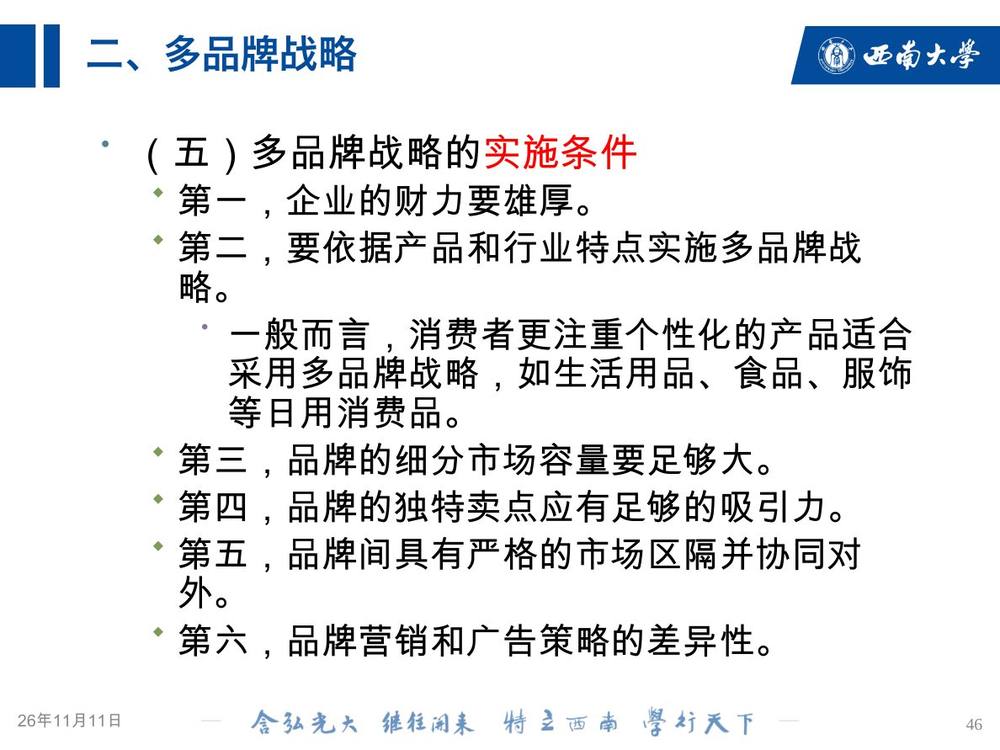 二、多品牌战略
西南大学
（五）多品牌战略的实施条件
第一，企业的财力要雄厚。
第二，要依据产品和行业特点实施多品牌战
略。
一般而言，消费者更注重个性化的产品适合
采用多品牌战略，如生活用品、食品、服饰
等日用消费品。
第三，品牌的细分市场容量要足够大。
第四，品牌的独特卖点应有足够的吸引力。
第五，品牌间具有严格的市场区隔并协同对
外。
第六，品牌营销和广告策略的差异性。
26年11月11日
含弘光大 继往开来 特立西南 學行天下
46